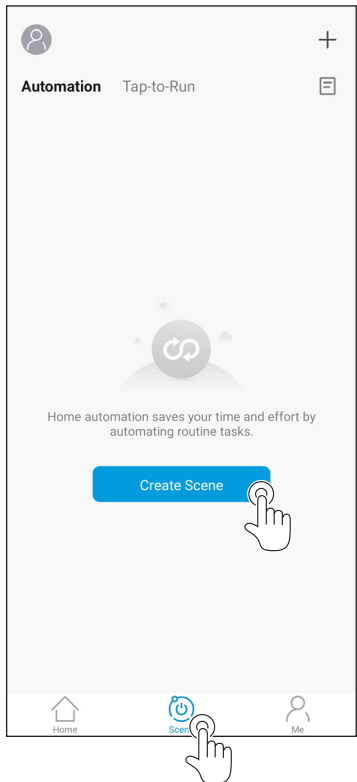 Automation Tap-to-Run
Home automation saves your time and effort by
automating routine tasks.
Create Scene
Home Scen Me